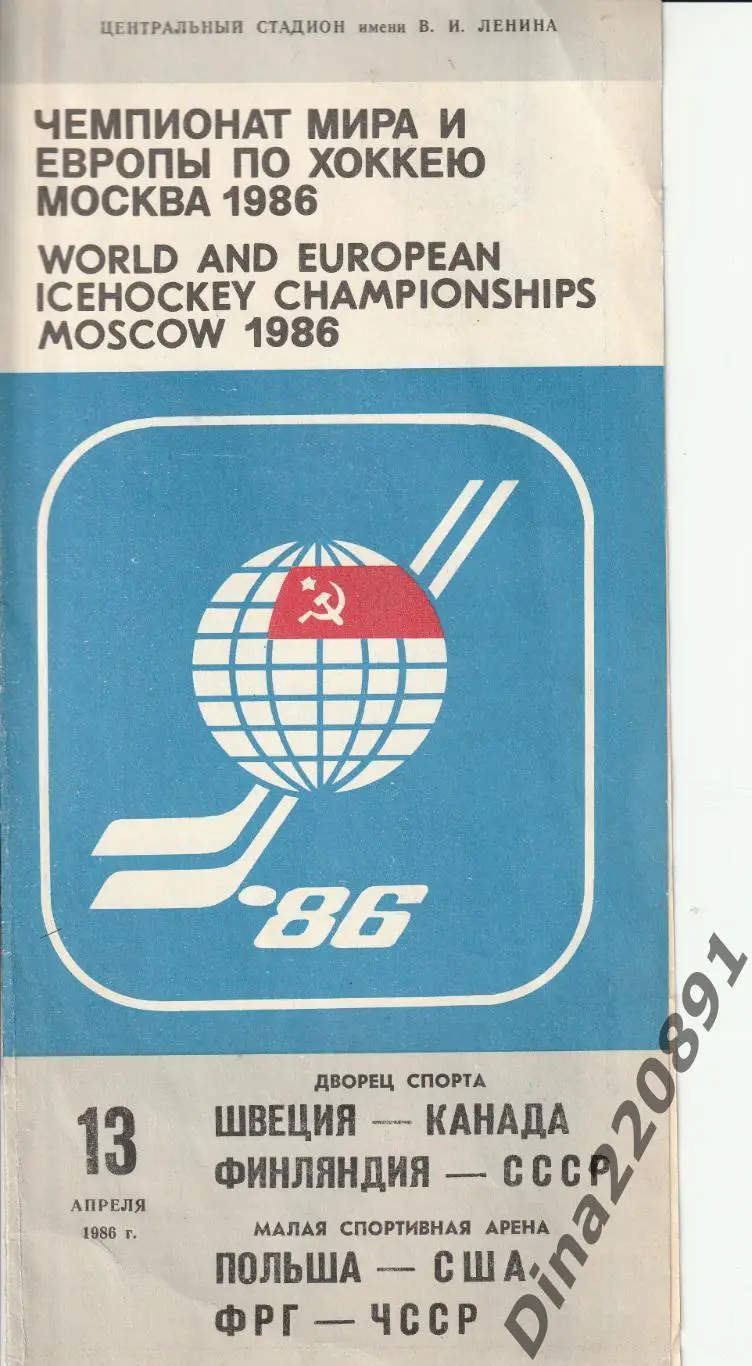 ЦЕНТРАЛЬНЫЙ СТАДИОН имени В. И. ЛЕНИНА
ЧЕМПИОНАТ МИРА И
ЕВРОПЫ ПО ХОККЕЮ
МОСКВА 1986
WORLD AND EUROPEAN
ICEHOCKEY CHAMPIONSHIPS
MOSCOW 1986
'86
13
АПРЕЛЯ
1986 г.
ДВОРЕЦ СПОРТА
ШВЕЦИЯ — КАНАДА
ФИНЛЯНДИЯ — СССР
МАЛАЯ СПОРТИВНАЯ АРЕНА
ПОЛЬША — США
ФРГ — ЧССР
Dina220891